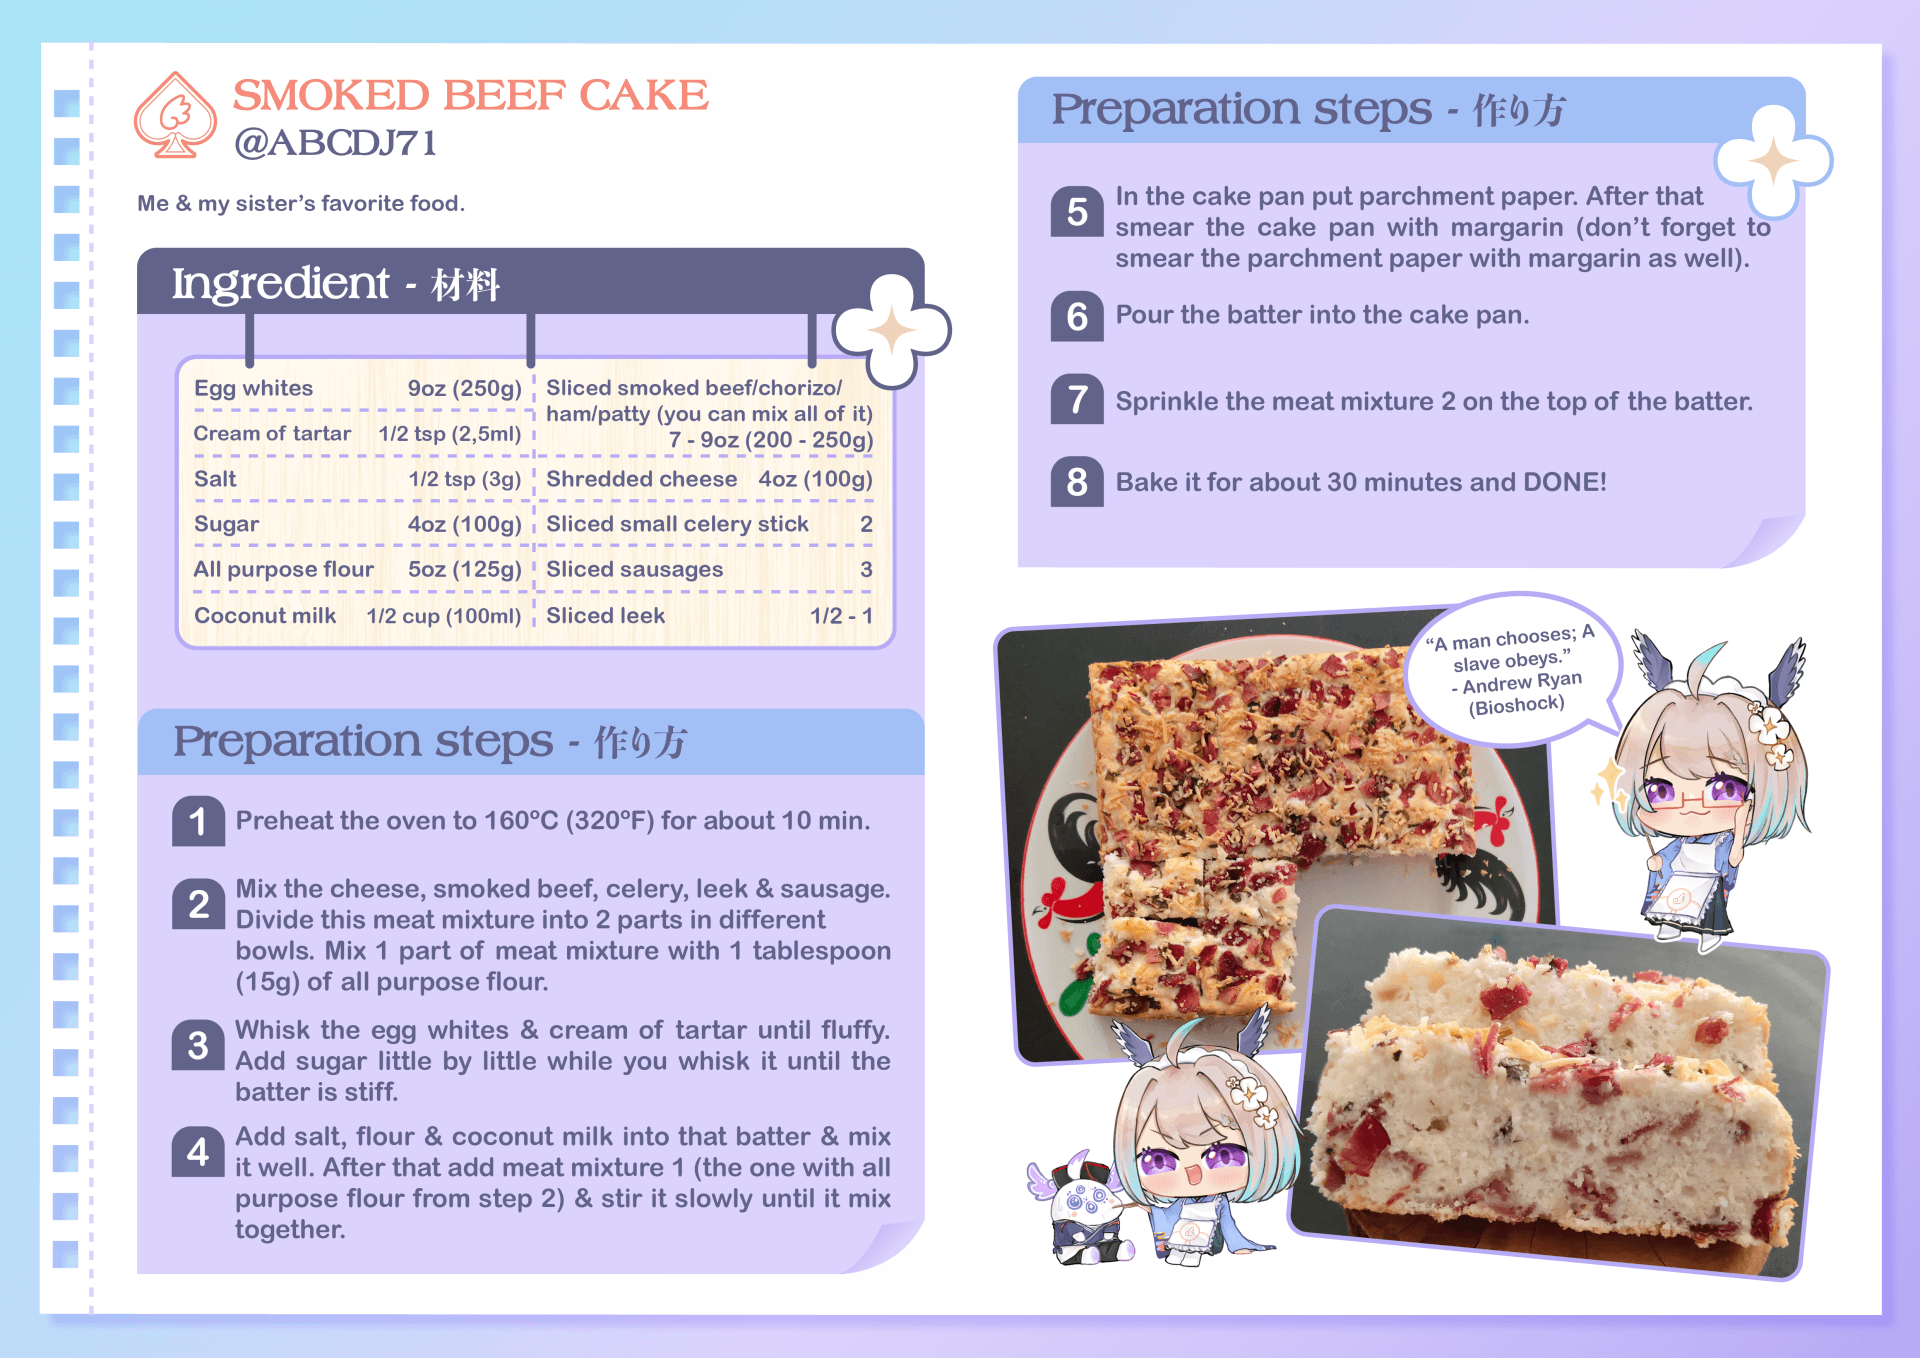 SMOKED BEEF CAKE
@ABCDJ71
Me & my sister's favorite food.
Ingredient - 材料
Egg whites 9oz (250g)
Cream of tartar 1/2 tsp (2,5ml)
Salt 1/2 tsp (3g)
Sugar 4oz (100g)
All purpose flour 5oz (125g)
Coconut milk 1/2 cup (100ml)
Sliced smoked beef/chorizo/
ham/patty (you can mix all of it)
7 - 9oz (200 - 250g)
Shredded cheese 4oz (100g)
Sliced small celery stick 2
Sliced sausages 3
Sliced leek 1/2 - 1
Preparation steps - 作り方
1 Preheat the oven to 160ºC (320ºF) for about 10 min.
2 Mix the cheese, smoked beef, celery, leek & sausage.
Divide this meat mixture into 2 parts in different
bowls. Mix 1 part of meat mixture with 1 tablespoon
(15g) of all purpose flour.
3 Whisk the egg whites & cream of tartar until fluffy.
Add sugar little by little while you whisk it until the
batter is stiff.
4 Add salt, flour & coconut milk into that batter & mix
it well. After that add meat mixture 1 (the one with all
purpose flour from step 2) & stir it slowly until it mix
together.
Preparation steps - 作り方
5 In the cake pan put parchment paper. After that
smear the cake pan with margarin (don't forget to
smear the parchment paper with margarin as well).
6 Pour the batter into the cake pan.
7 Sprinkle the meat mixture 2 on the top of the batter.
8 Bake it for about 30 minutes and DONE!
"A man chooses; A
slave obeys."
- Andrew Ryan
(Bioshock)